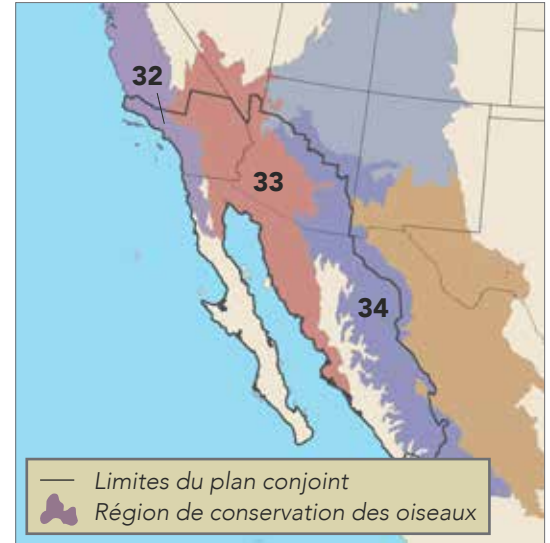 32
33
34
Limites du plan conjoint
Région de conservation des oiseaux